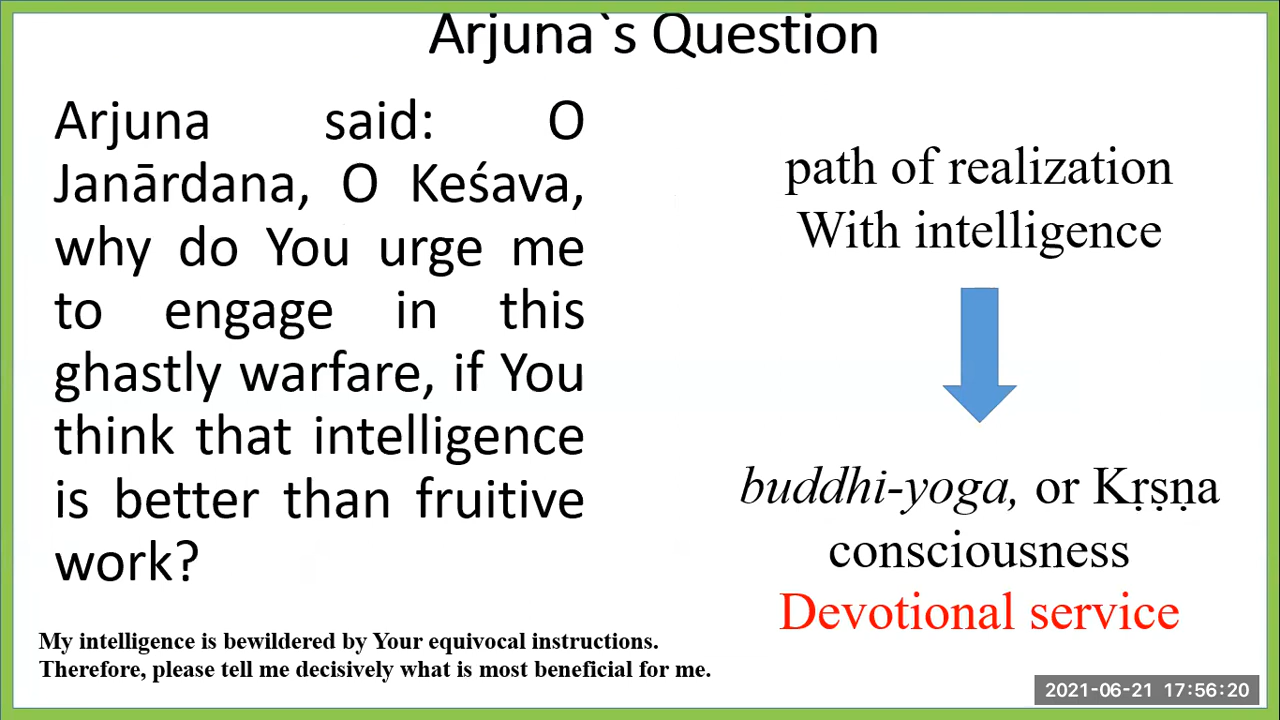 Arjuna`s Question
Arjuna said: O
Janārdana, O Keśava,
why do You urge me
to engage in this
ghastly warfare, if You
think that intelligence
is better than fruitive
work?
My intelligence is bewildered by Your equivocal instructions.
Therefore, please tell me decisively what is most beneficial for me.
path of realization
With intelligence
buddhi-yoga, or Kṛṣṇa
consciousness
Devotional service
2021-06-21 17:56:20